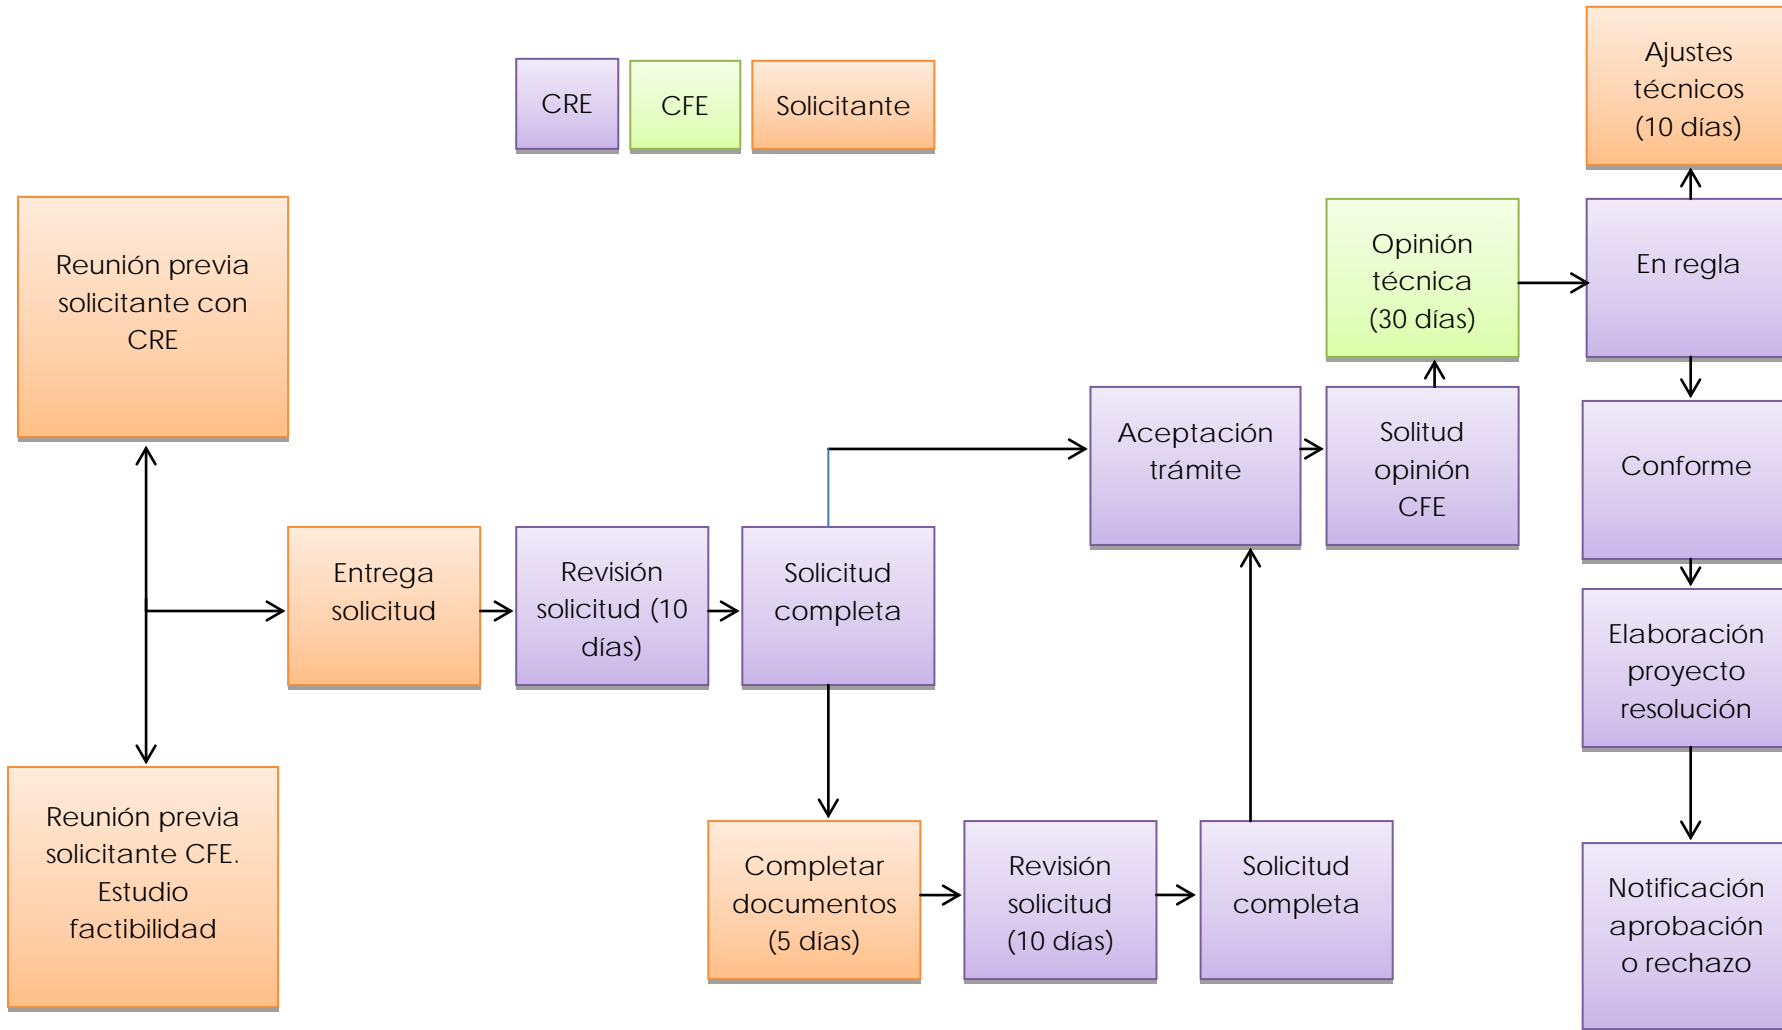 CRE
CFE
Solicitante
Ajustes
técnicos
(10 días)
Reunión previa
solicitante con
CRE
Opinión
técnica
(30 días)
En regla
Aceptación
trámite
Solitud
opinión
CFE
Conforme
Entrega
solicitud
Revisión
solicitud (10
días)
Solicitud
completa
Elaboración
proyecto
resolución
Reunión previa
solicitante CFE.
Estudio
factibilidad
Completar
documentos
(5 días)
Revisión
solicitud
(10 días)
Solicitud
completa
Notificación
aprobación
o rechazo